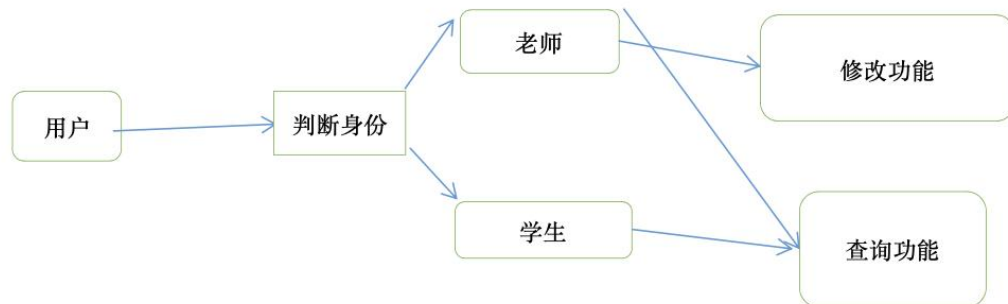 老师
修改功能
用户
判断身份
学生
查询功能